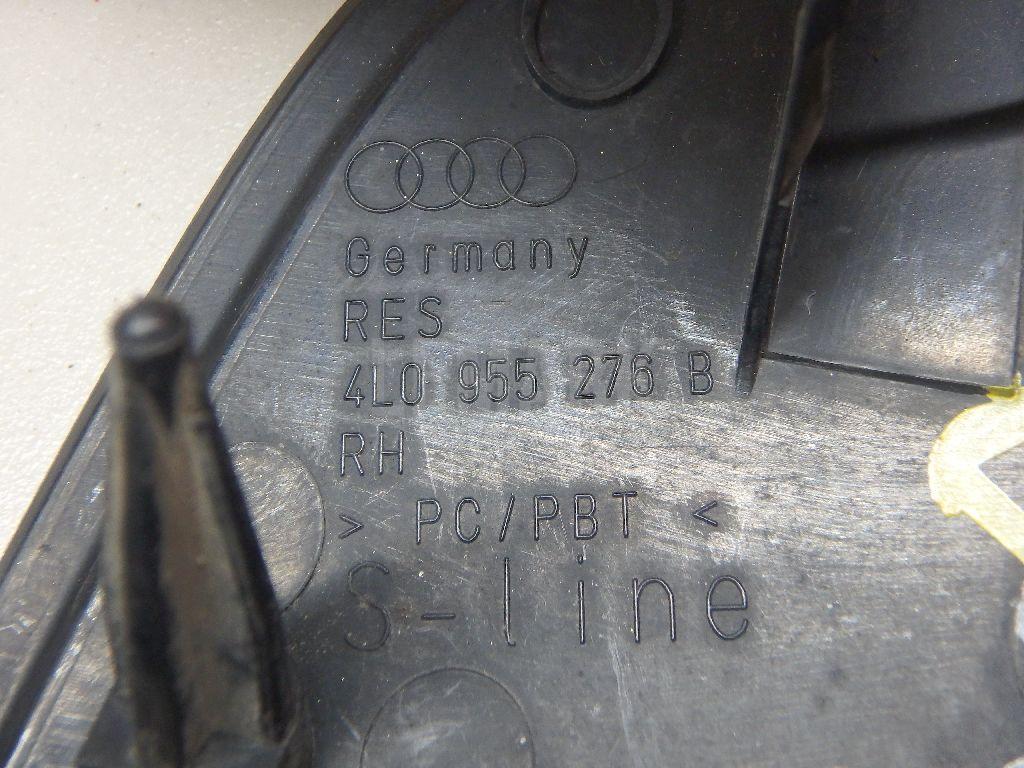 Germany
RES
4L0 955 276 B
RH
> PC/PBT <
S-line